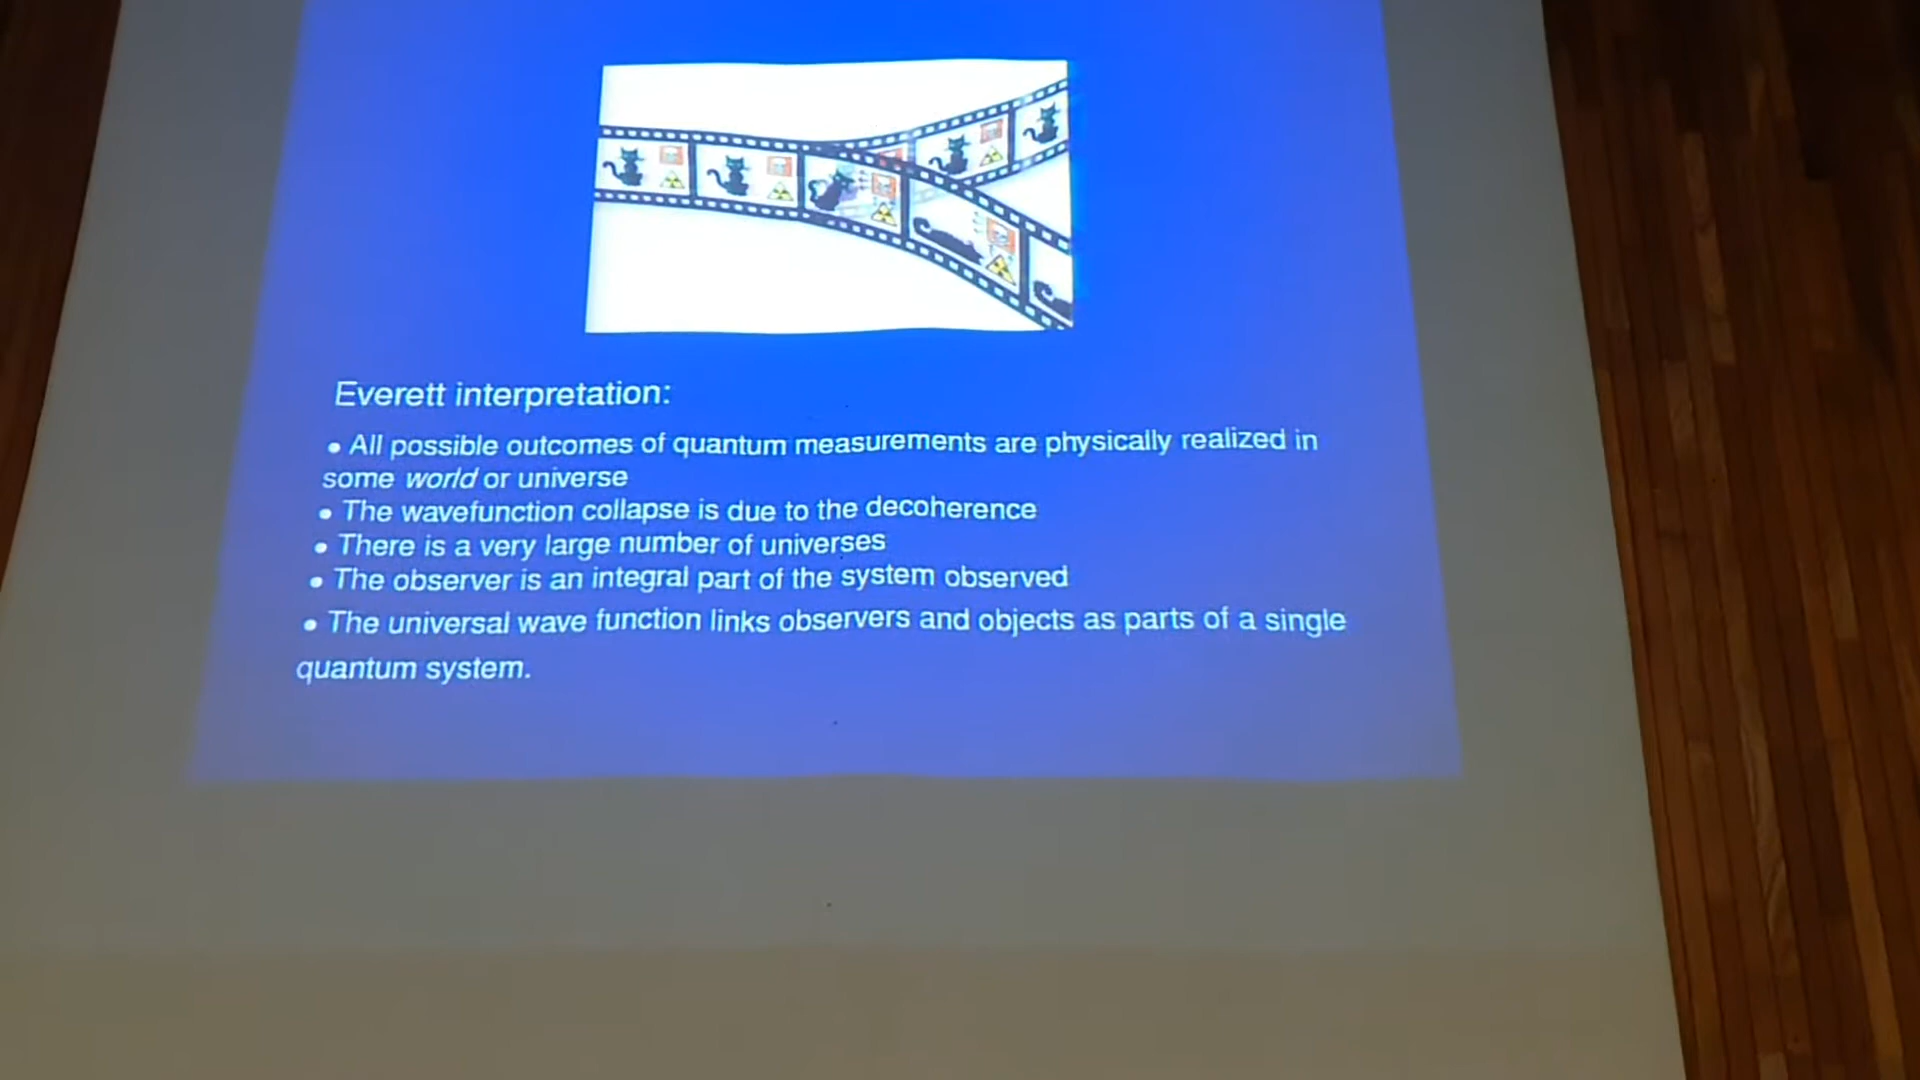 Everett interpretation:
• All possible outcomes of quantum measurements are physically realized in
some world or universe
• The wavefunction collapse is due to the decoherence
• There is a very large number of universes
• The observer is an integral part of the system observed
• The universal wave function links observers and objects as parts of a single
quantum system.